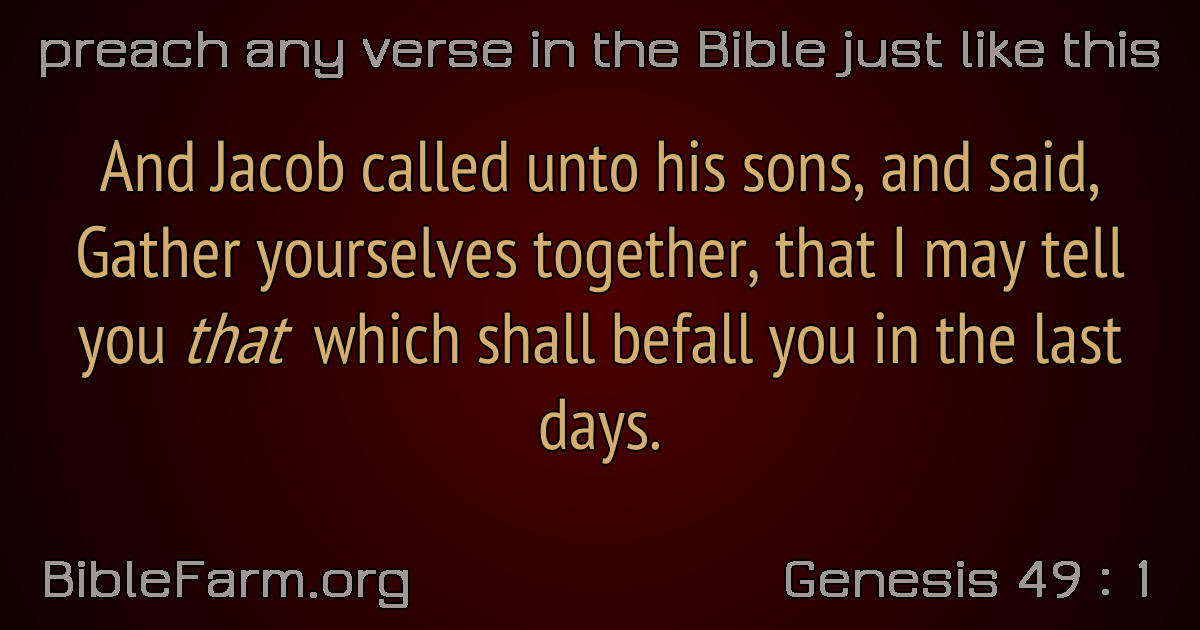 preach any verse in the Bible just like this
And Jacob called unto his sons, and said,
Gather yourselves together, that I may tell
you that which shall befall you in the last
days.
BibleFarm.org
Genesis 49 : 1